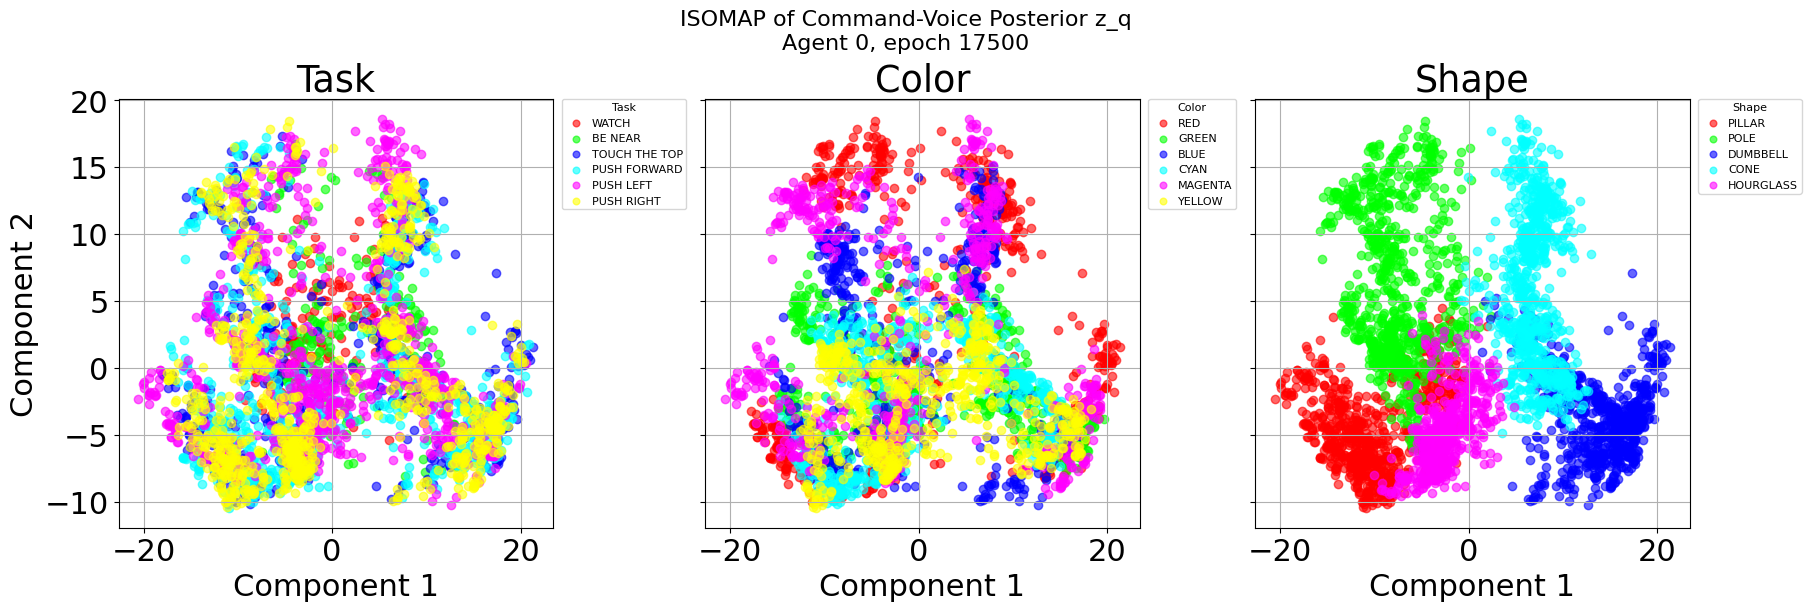 ISOMAP of Command-Voice Posterior z_q
Agent 0, epoch 17500
Task
Color
Shape
Component 2
20
15
10
5
0
−5
−10
−20 0 20
Component 1
Task
WATCH
BE NEAR
TOUCH THE TOP
PUSH FORWARD
PUSH LEFT
PUSH RIGHT
−20 0 20
Component 1
Color
RED
GREEN
BLUE
CYAN
MAGENTA
YELLOW
−20 0 20
Component 1
Shape
PILLAR
POLE
DUMBBELL
CONE
HOURGLASS